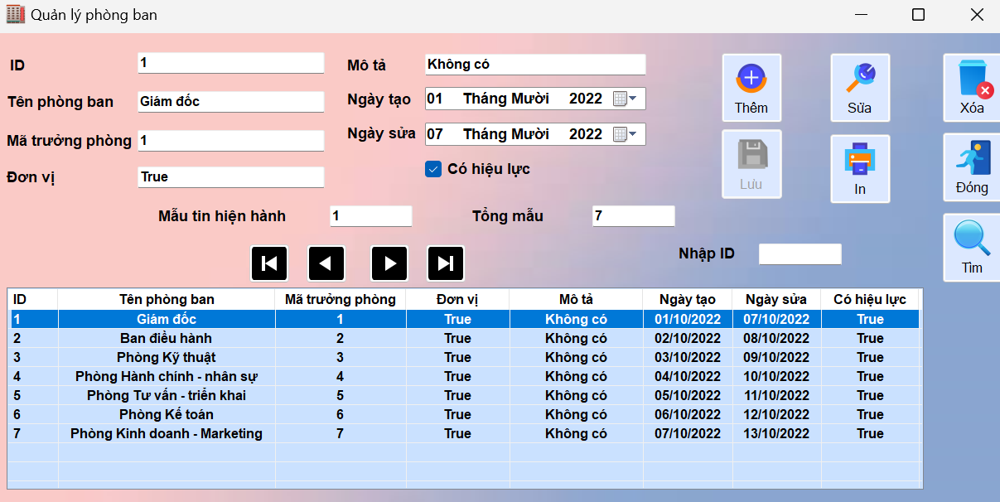 Quản lý phòng ban
ID 1 Mô tả Không có
Tên phòng ban Giám đốc Ngày tạo 01 Tháng Mười 2022
Mã trưởng phòng 1 Ngày sửa 07 Tháng Mười 2022
Đơn vị True Có hiệu lực
Thêm Sửa Xóa
Lưu In Đóng
Mẫu tin hiện hành 1 Tổng mẫu 7
Nhập ID Tìm
ID Tên phòng ban Mã trưởng phòng Đơn vị Mô tả Ngày tạo Ngày sửa Có hiệu lực
1 Giám đốc 1 True Không có 01/10/2022 07/10/2022 True
2 Ban điều hành 2 True Không có 02/10/2022 08/10/2022 True
3 Phòng Kỹ thuật 3 True Không có 03/10/2022 09/10/2022 True
4 Phòng Hành chính - nhân sự 4 True Không có 04/10/2022 10/10/2022 True
5 Phòng Tư vấn - triển khai 5 True Không có 05/10/2022 11/10/2022 True
6 Phòng Kế toán 6 True Không có 06/10/2022 12/10/2022 True
7 Phòng Kinh doanh - Marketing 7 True Không có 07/10/2022 13/10/2022 True